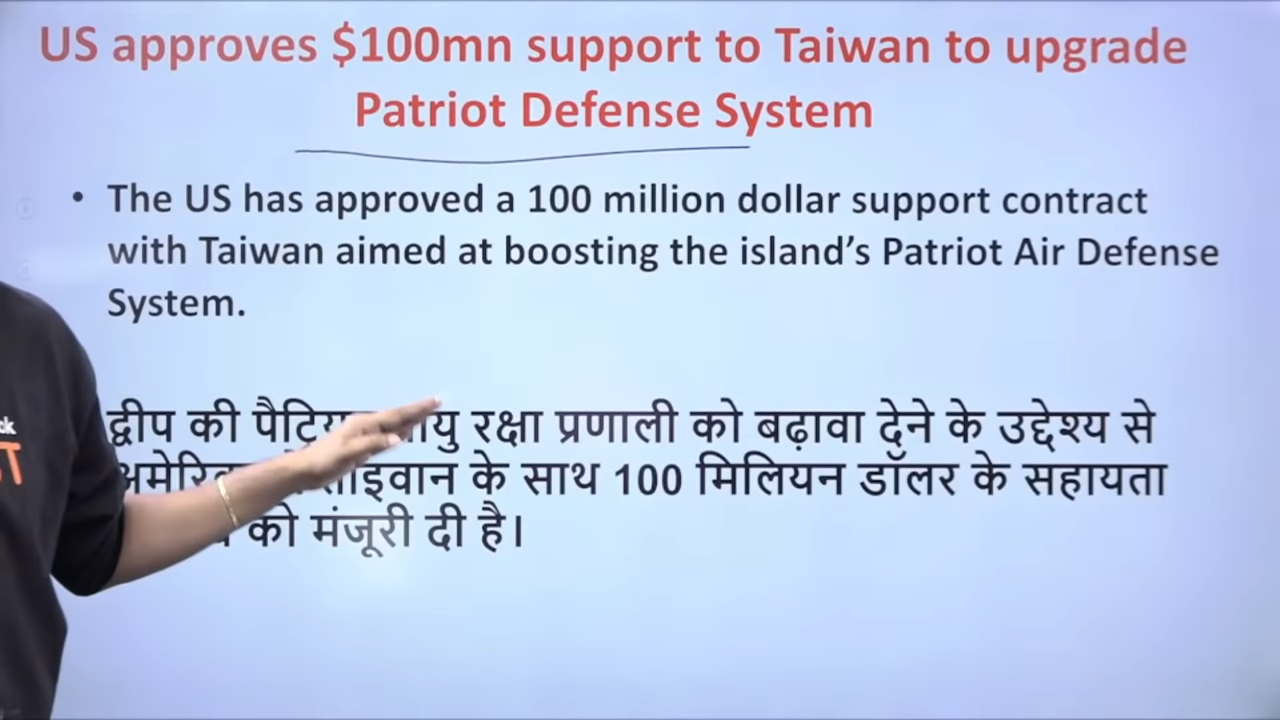 US approves $100mn support to Taiwan to upgrade
Patriot Defense System
• The US has approved a 100 million dollar support contract
with Taiwan aimed at boosting the island’s Patriot Air Defense
System.
द्वीप की रक्षा प्रणाली को बढ़ावा देने के उद्देश्य से
के साथ 100 मिलियन डॉलर के सहायता
को मंजूरी दी है।